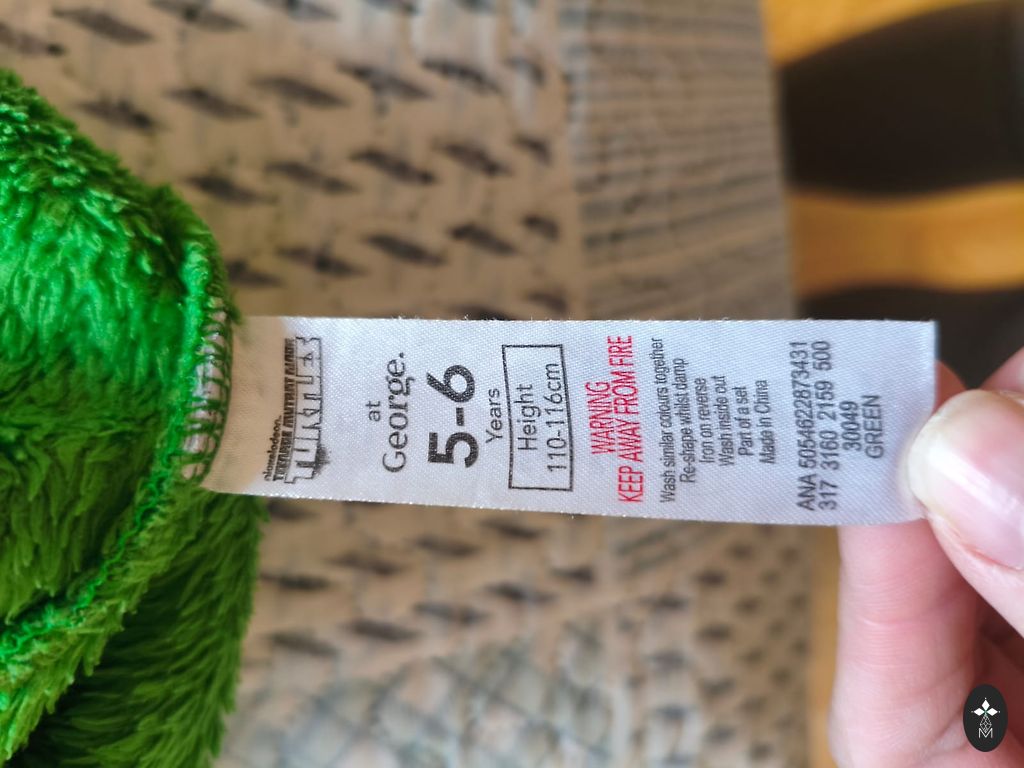 nickelodeon
TEENAGE MUTANT NINJA
TURTLES
at
George.
5-6
Years
Height
110-116cm
WARNING
KEEP AWAY FROM FIRE
Wash similar colours together
Re-shape whilst damp
Iron on reverse
Wash inside out
Part of a set
Made in China
ANA 5054622873431
317 3160 2159 500
30049
GREEN
M